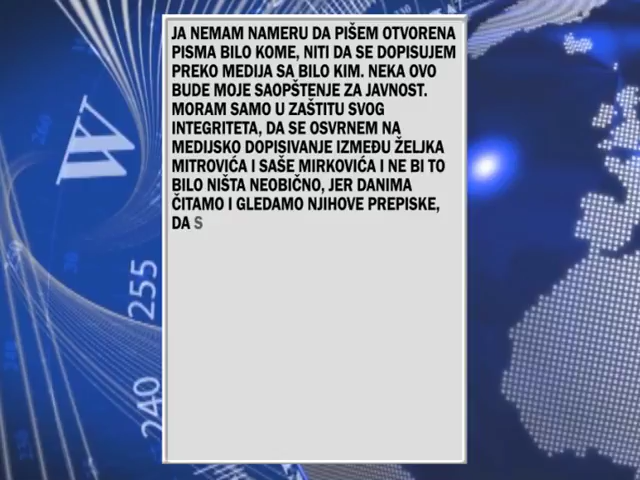 JA NEMAM NAMERU DA PIŠEM OTVORENA
PISMA BILO KOME, NITI DA SE DOPISUJEM
PREKO MEDIJA SA BILO KIM. NEKA OVO
BUDE MOJE SAOPŠTENJE ZA JAVNOST.
MORAM SAMO U ZAŠTITU SVOG
INTEGRITETA, DA SE OSVRNEM NA
MEDIJSKO DOPISIVANJE IZMEĐU ŽELJKA
MITROVIĆA I SAŠE MIRKOVIĆA I NE BI TO
BILO NIŠTA NEOBIČNO, JER DANIMA
ČITAMO I GLEDAMO NJIHOVE PREPISKE,
DA S
W
255
240